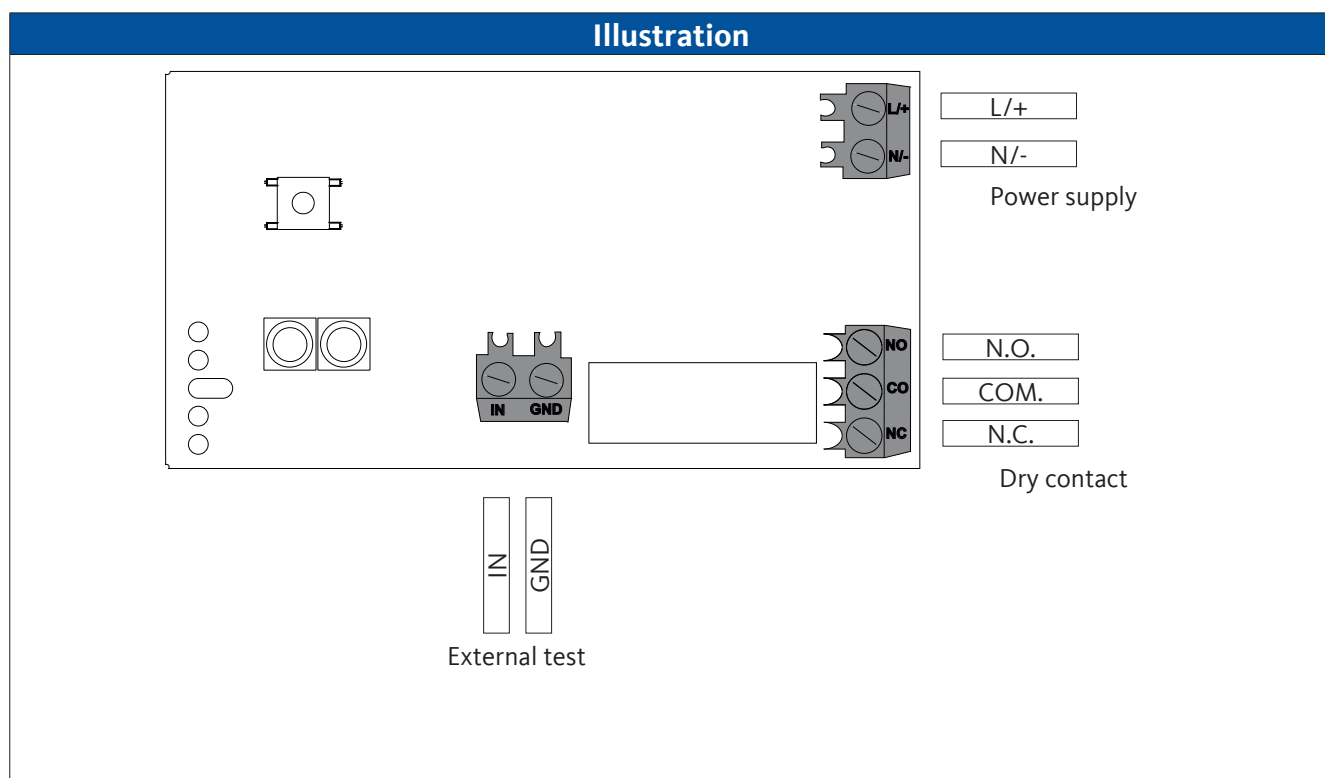 Illustration
L/+
L/+
N/-
N/-
Power supply
NO
N.O.
CO
COM.
NC
N.C.
Dry contact
IN
GND
IN
GND
External test